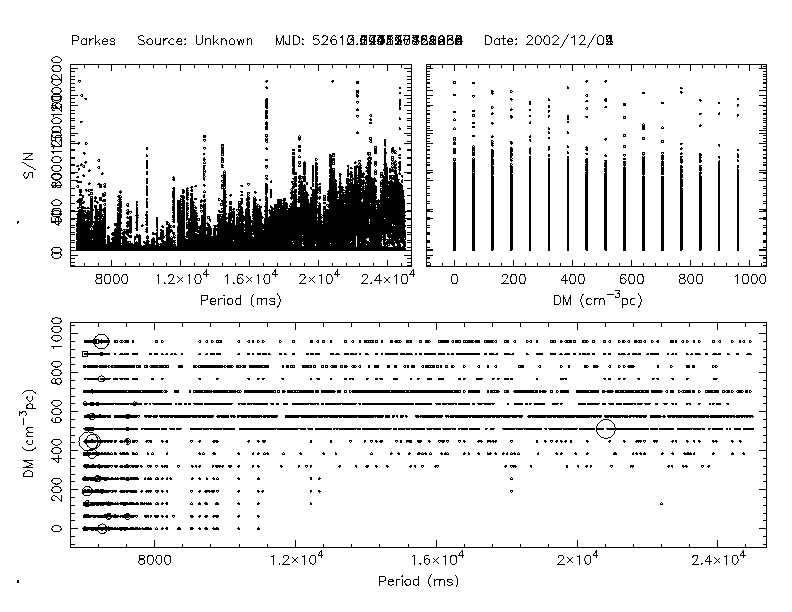 Parkes Source: Unknown MJD: Date: 2002/12/
S/N
8000 1.2×10⁴ 1.6×10⁴ 2×10⁴ 2.4×10⁴
Period (ms)
0 200 400 600 800 1000
DM (cm⁻³pc)
1000
800
600
400
200
0
DM (cm⁻³pc)
8000 1.2×10⁴ 1.6×10⁴ 2×10⁴ 2.4×10⁴
Period (ms)